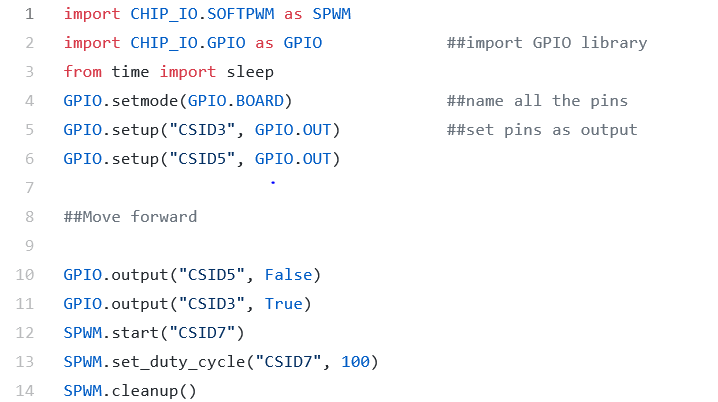 1 import CHIP_IO.SOFTPWM as SPWM
2 import CHIP_IO.GPIO as GPIO ##import GPIO library
3 from time import sleep
4 GPIO.setmode(GPIO.BOARD) ##name all the pins
5 GPIO.setup("CSID3", GPIO.OUT) ##set pins as output
6 GPIO.setup("CSID5", GPIO.OUT)
7
8 ##Move forward
9
10 GPIO.output("CSID5", False)
11 GPIO.output("CSID3", True)
12 SPWM.start("CSID7")
13 SPWM.set_duty_cycle("CSID7", 100)
14 SPWM.cleanup()